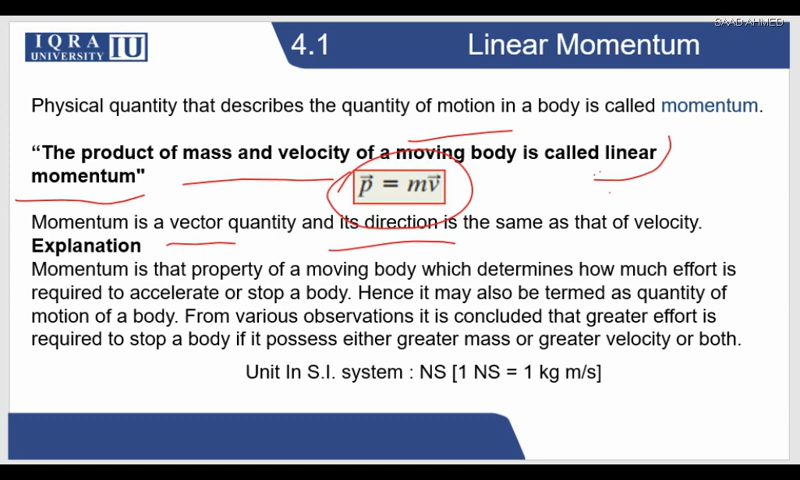 SAAD AHMED
IQRA
UNIVERSITY IU
4.1 Linear Momentum
Physical quantity that describes the quantity of motion in a body is called momentum.
“The product of mass and velocity of a moving body is called linear
momentum"
p⃗ = mv⃗
Momentum is a vector quantity and its direction is the same as that of velocity.
Explanation
Momentum is that property of a moving body which determines how much effort is
required to accelerate or stop a body. Hence it may also be termed as quantity of
motion of a body. From various observations it is concluded that greater effort is
required to stop a body if it possess either greater mass or greater velocity or both.
Unit In S.I. system : NS [1 NS = 1 kg m/s]